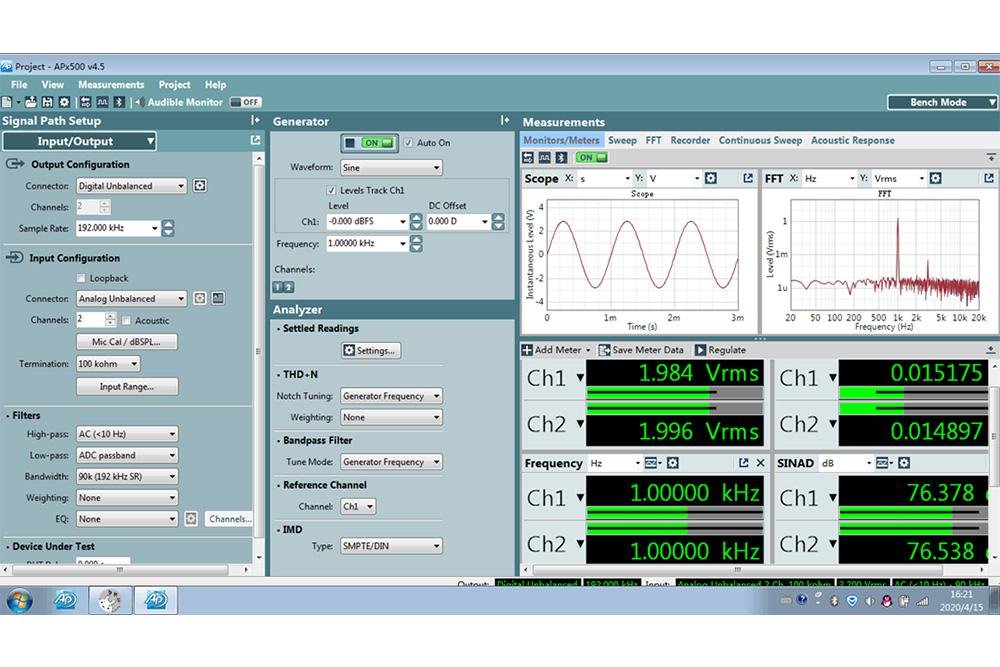 Project - APx500 v4.5
File View Measurements Project Help
Audible Monitor OFF
Bench Mode
Signal Path Setup
Input/Output
Output Configuration
Connector: Digital Unbalanced
Channels: 2
Sample Rate: 192.000 kHz
Input Configuration
Loopback
Connector: Analog Unbalanced
Channels: 2 Acoustic
Mic Cal / dBSPL...
Termination: 100 kohm
Input Range...
Filters
High-pass: AC (<10 Hz)
Low-pass: ADC passband
Bandwidth: 90k (192 kHz SR)
Weighting: None
EQ: None Channels...
Device Under Test
Generator
ON Auto On
Waveform: Sine
Levels Track Ch1
Level DC Offset
Ch1: -0.000 dBFS 0.000 D
Frequency: 1.00000 kHz
Channels:
1 2
Analyzer
Settled Readings
Settings...
THD+N
Notch Tuning: Generator Frequency
Weighting: None
Bandpass Filter
Tune Mode: Generator Frequency
Reference Channel
Channel: Ch1
IMD
Type: SMPTE/DIN
Measurements
Monitors/Meters Sweep FFT Recorder Continuous Sweep Acoustic Response
ON
Scope X: s Y: V
Scope
Instantaneous Level (V)
4
2
0
-2
-4
0 1m 2m 3m
Time (s)
FFT X: Hz Y: Vrms
FFT
Level (Vrms)
1
1m
1u
20 50 100 200 500 1k 2k 5k 10k 20k
Frequency (Hz)
Add Meter Save Meter Data Regulate
Ch1 1.984 Vrms
Ch2 1.996 Vrms
Ch1 0.015175
Ch2 0.014897
Frequency Hz
Ch1 1.00000 kHz
Ch2 1.00000 kHz
SINAD dB
Ch1 76.378
Ch2 76.538
Output: Digital Unbalanced 192.000 kHz Input: Analog Unbalanced 2 Ch, 100 kohm 3.200 Vrms AC (<10 Hz) - 90 kHz
16:21
2020/4/15